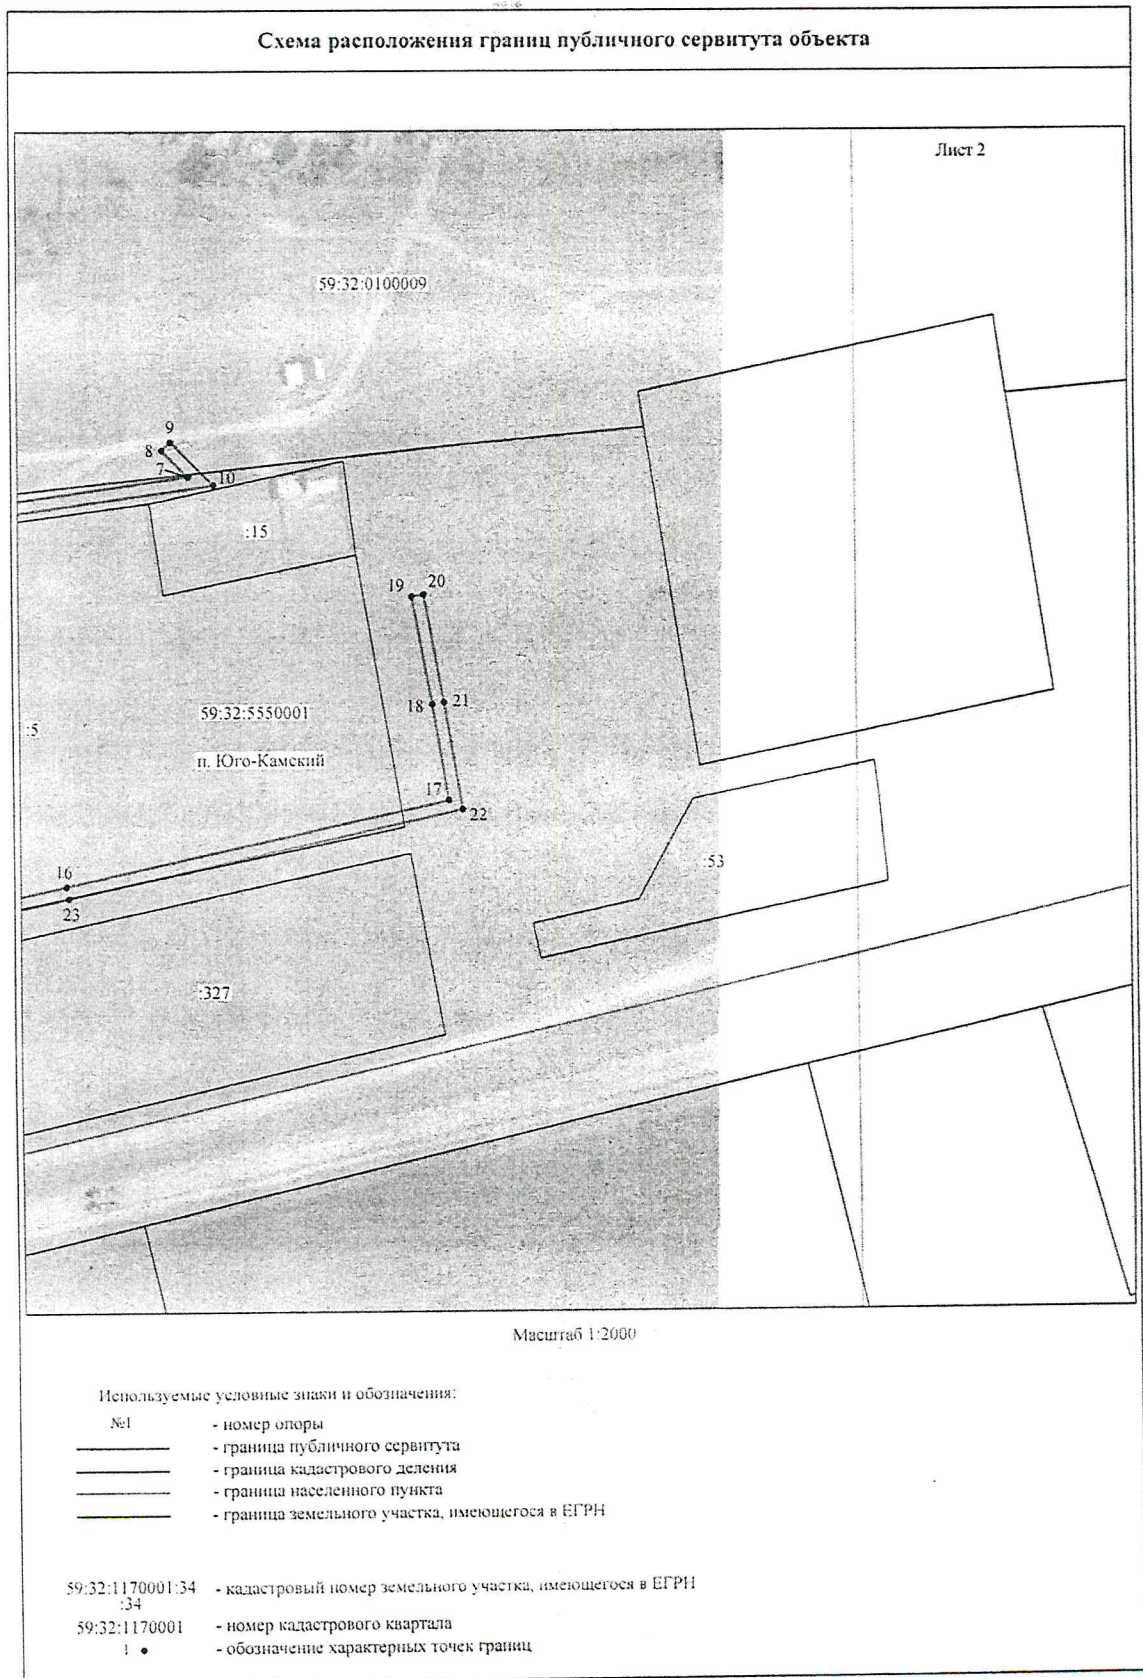 Схема расположения границ публичного сервитута объекта
Лист 2
59:32:0100009
9
8
7
10
:15
19
20
18
21
59:32:5550001
:5
п. Юго-Камский
17
22
:53
16
23
:327
Масштаб 1:2000
Используемые условные знаки и обозначения:
№1 - номер опоры
- граница публичного сервитута
- граница кадастрового деления
- граница населенного пункта
- граница земельного участка, имеющегося в ЕГРН
59:32:1170001:34 - кадастровый номер земельного участка, имеющегося в ЕГРН
:34
59:32:1170001 - номер кадастрового квартала
1 • - обозначение характерных точек границ